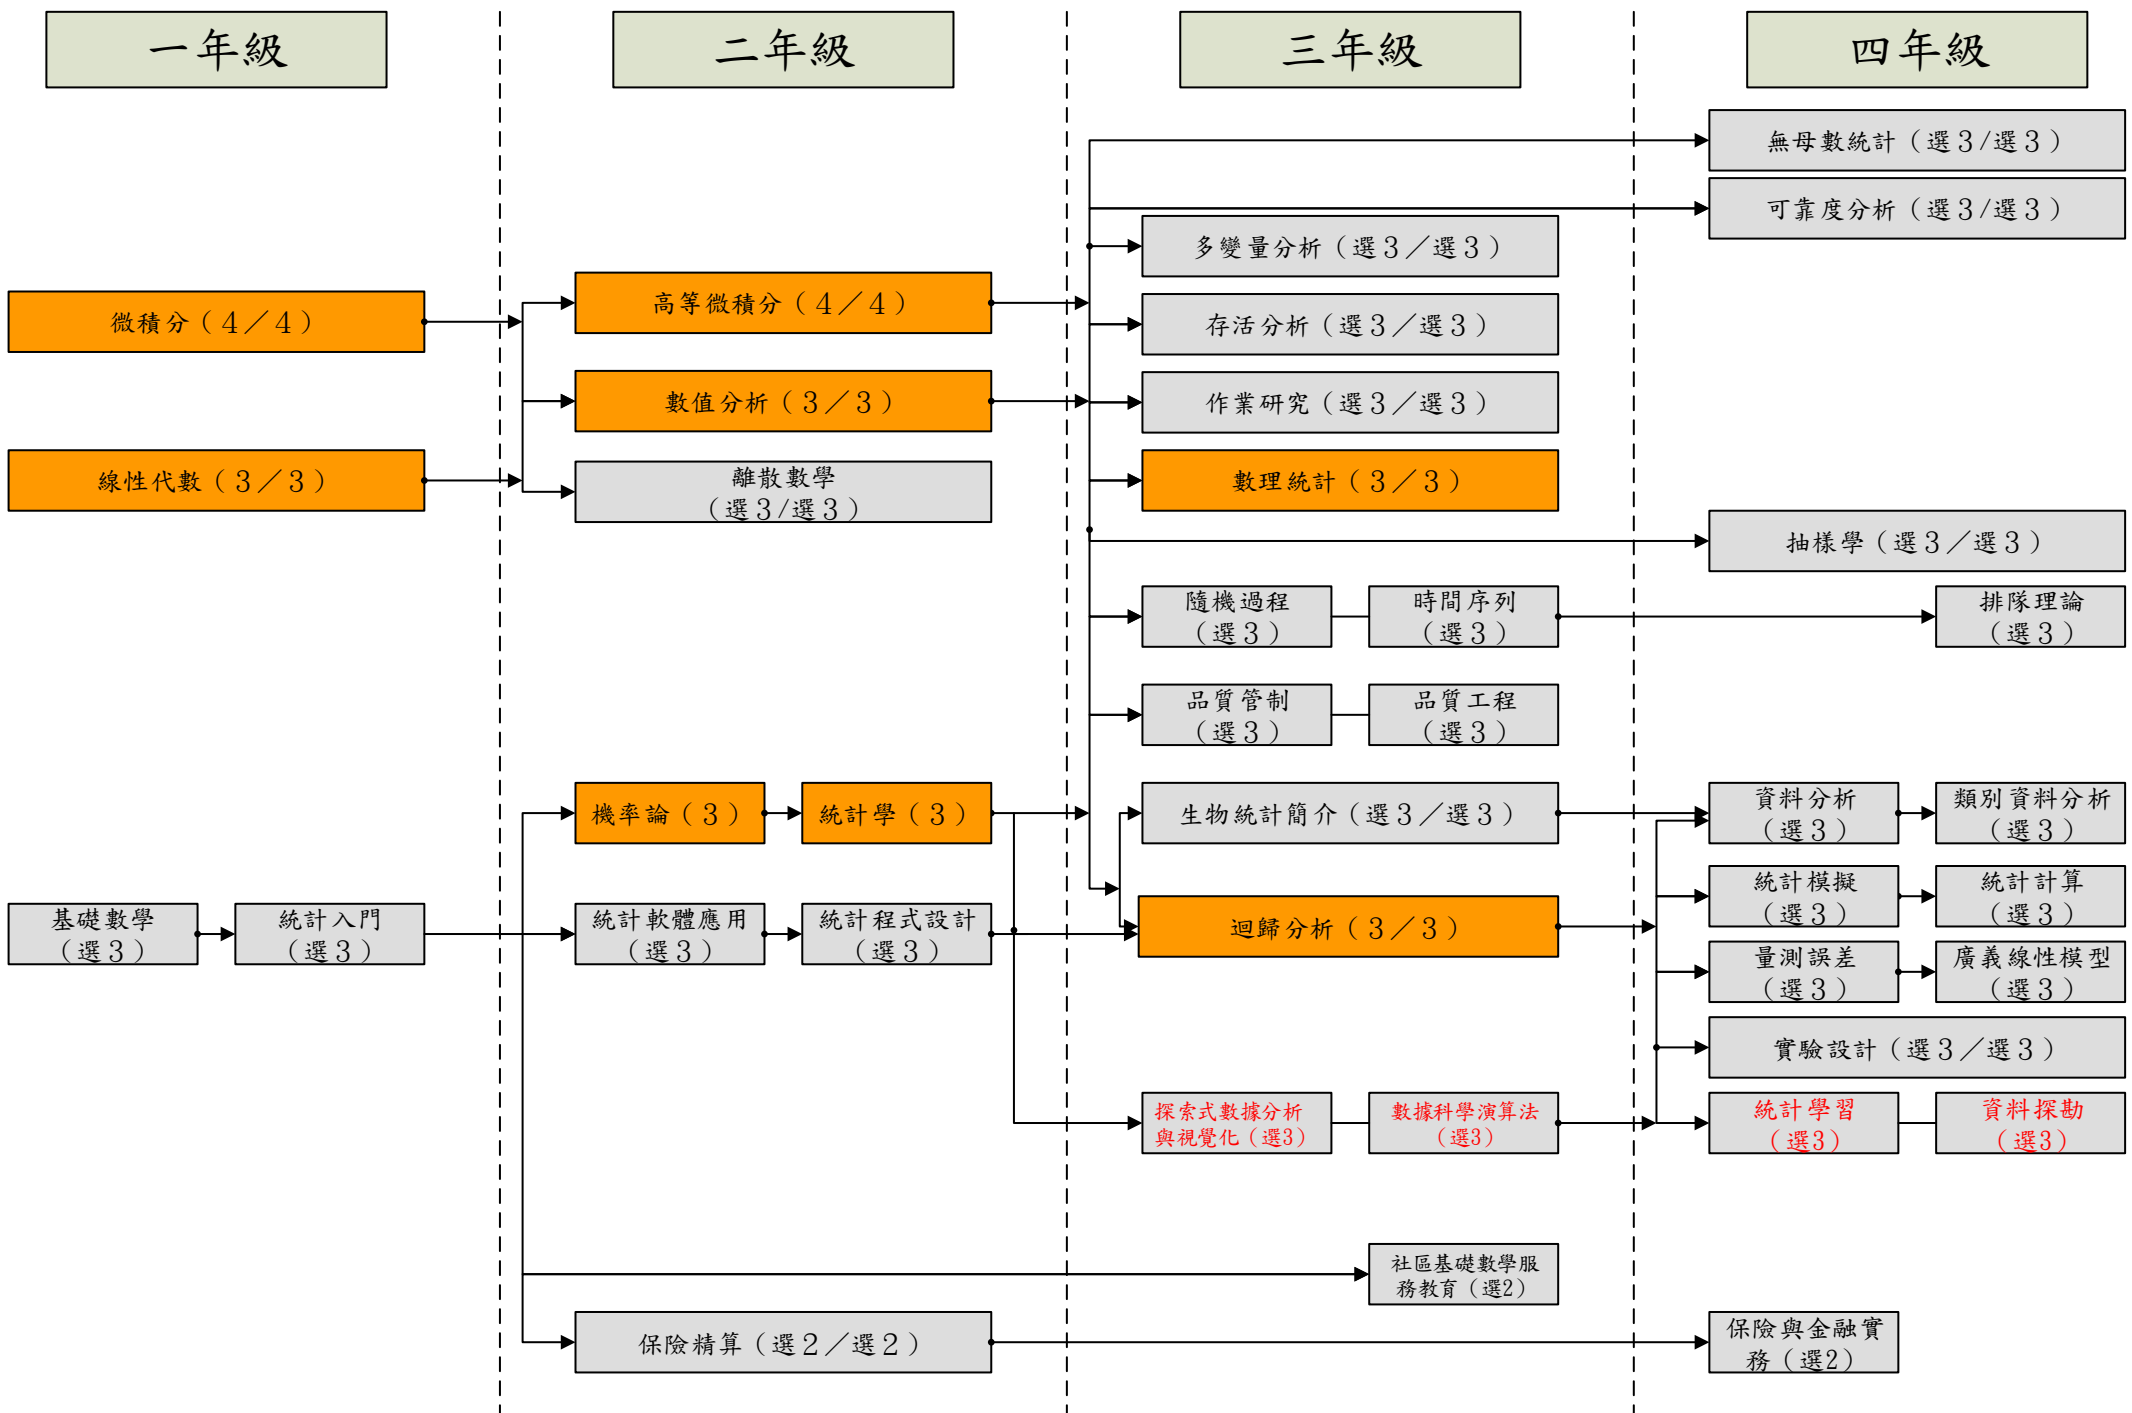 一年級
二年級
三年級
四年級
微積分（４／４）
線性代數（３／３）
基礎數學
（選３）
統計入門
（選３）
高等微積分（４／４）
數值分析（３／３）
離散數學
（選３/選３）
機率論（３）
統計學（３）
統計軟體應用
（選３）
統計程式設計
（選３）
保險精算（選２／選２）
多變量分析（選３／選３）
存活分析（選３／選３）
作業研究（選３／選３）
數理統計（３／３）
隨機過程
（選３）
時間序列
（選３）
品質管制
（選３）
品質工程
（選３）
生物統計簡介（選３／選３）
迴歸分析（３／３）
探索式數據分析
與視覺化（選3）
數據科學演算法
（選3）
社區基礎數學服
務教育（選2）
無母數統計（選３/選３）
可靠度分析（選３/選３）
抽樣學（選３／選３）
排隊理論
（選３）
資料分析
（選３）
類別資料分析
（選３）
統計模擬
（選３）
統計計算
（選３）
量測誤差
（選３）
廣義線性模型
（選３）
實驗設計（選３／選３）
統計學習
（選3）
資料探勘
（選3）
保險與金融實
務（選2）